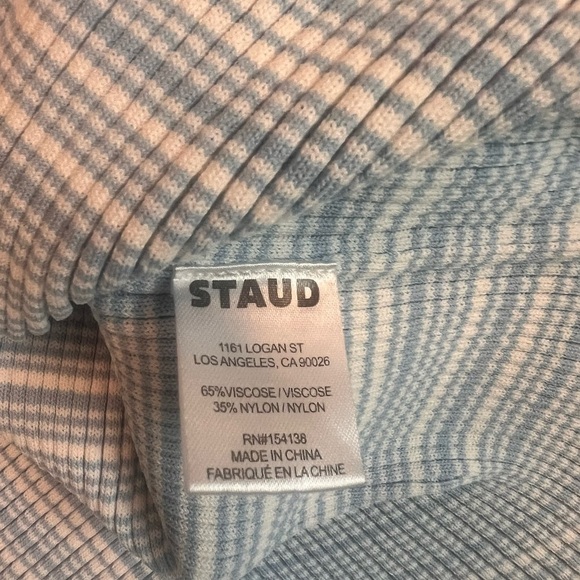 STAUD
1161 LOGAN ST
LOS ANGELES, CA 90026
65%VISCOSE / VISCOSE
35% NYLON / NYLON
RN#154138
MADE IN CHINA
FABRIQUÉ EN LA CHINE